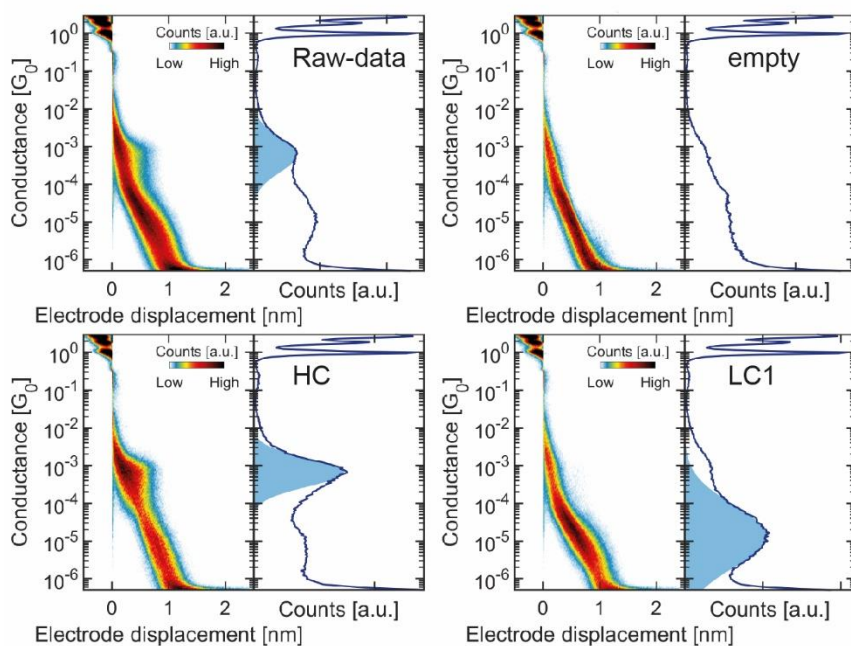 Conductance [G0]
10^0
10^-1
10^-2
10^-3
10^-4
10^-5
10^-6
Counts [a.u.]
Low High
Raw-data
0 1 2
Electrode displacement [nm]
Counts [a.u.]
Conductance [G0]
10^0
10^-1
10^-2
10^-3
10^-4
10^-5
10^-6
Counts [a.u.]
Low High
empty
0 1 2
Electrode displacement [nm]
Counts [a.u.]
Conductance [G0]
10^0
10^-1
10^-2
10^-3
10^-4
10^-5
10^-6
Counts [a.u.]
Low High
HC
0 1 2
Electrode displacement [nm]
Counts [a.u.]
Conductance [G0]
10^0
10^-1
10^-2
10^-3
10^-4
10^-5
10^-6
Counts [a.u.]
Low High
LC1
0 1 2
Electrode displacement [nm]
Counts [a.u.]